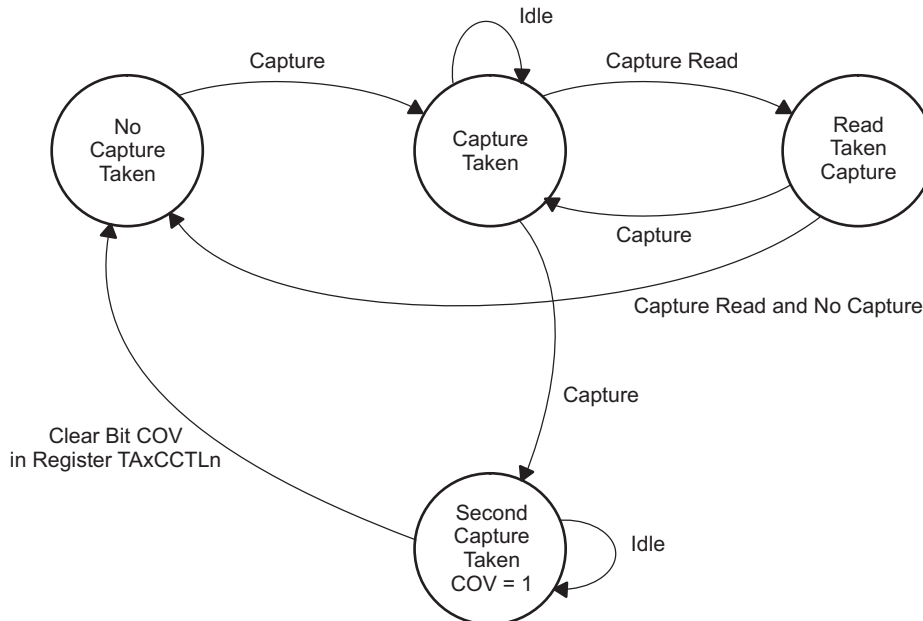 Idle
Capture
Capture Read
No
Capture
Taken
Capture
Taken
Read
Taken
Capture
Capture
Capture Read and No Capture
Capture
Clear Bit COV
in Register TAxCCTLn
Second
Capture
Taken
COV = 1
Idle